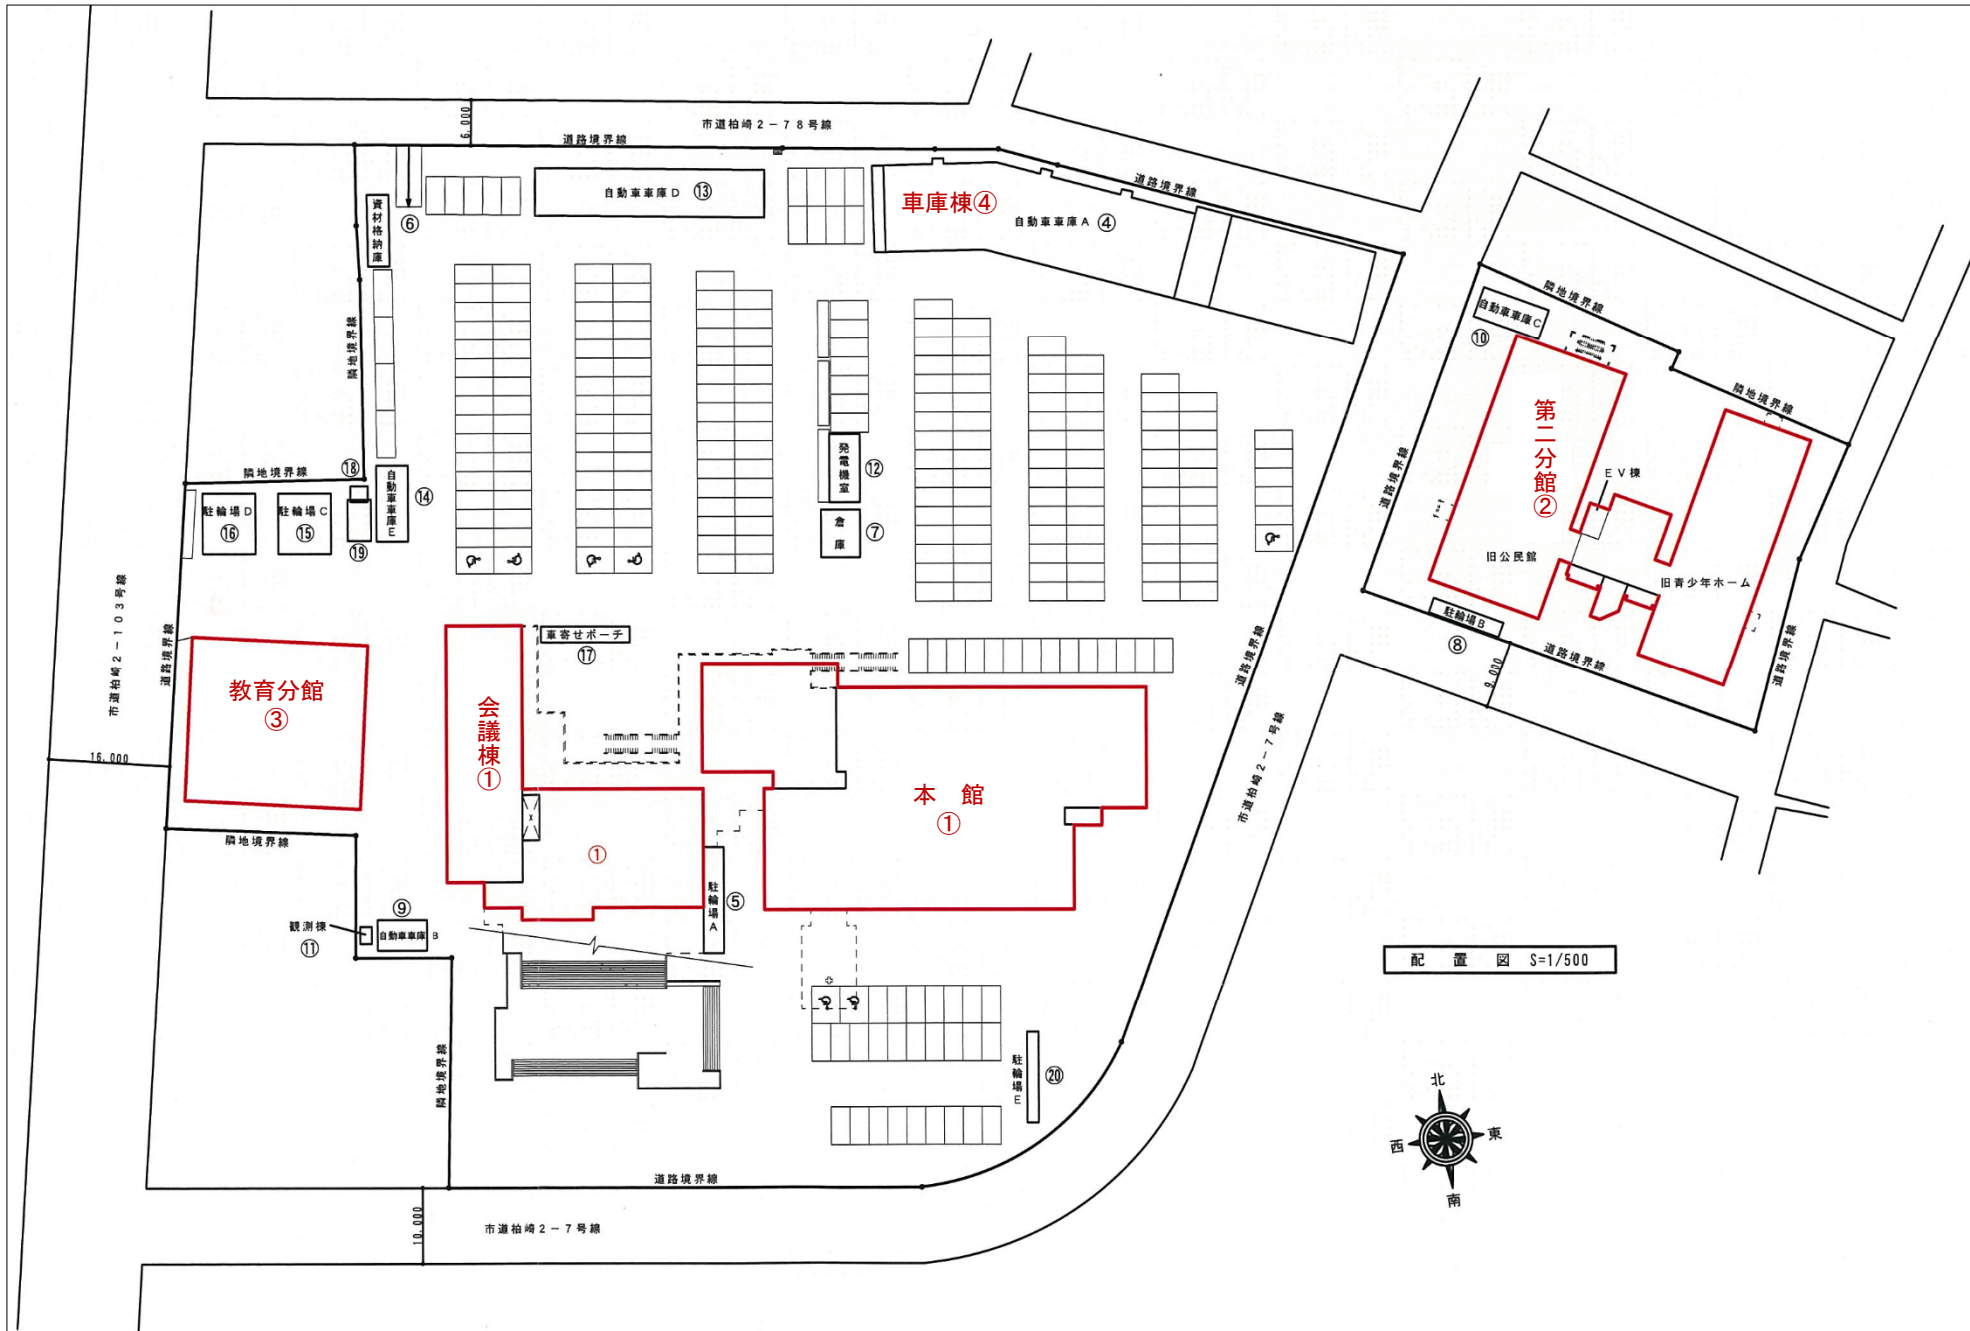 6,000
市道柏崎2－78号線
道路境界線
自動車車庫D ⑬
車庫棟④
自動車車庫A ④
道路境界線
資材格納庫
⑥
隣地境界線
隣地境界線
⑱
自動車車庫E
⑭
駐輪場D
⑯
駐輪場C
⑮
⑲
発電機室
⑫
倉庫
⑦
隣地境界線
自動車車庫C
⑩
隣地境界線
第二分館②
EV棟
旧公民館
旧青少年ホーム
道路境界線
駐輪場B
⑧
道路境界線
9,000
道路境界線
市道柏崎2－103号線
道路境界線
16,000
教育分館
③
会議棟①
車寄せポーチ
⑰
本館
①
①
道路境界線
市道柏崎2－7号線
隣地境界線
駐輪場A
⑤
観測棟
⑪
⑨
自動車車庫B
隣地境界線
駐輪場E
⑳
配置図 S=1/500
北
西
東
南
道路境界線
10,000
市道柏崎2－7号線